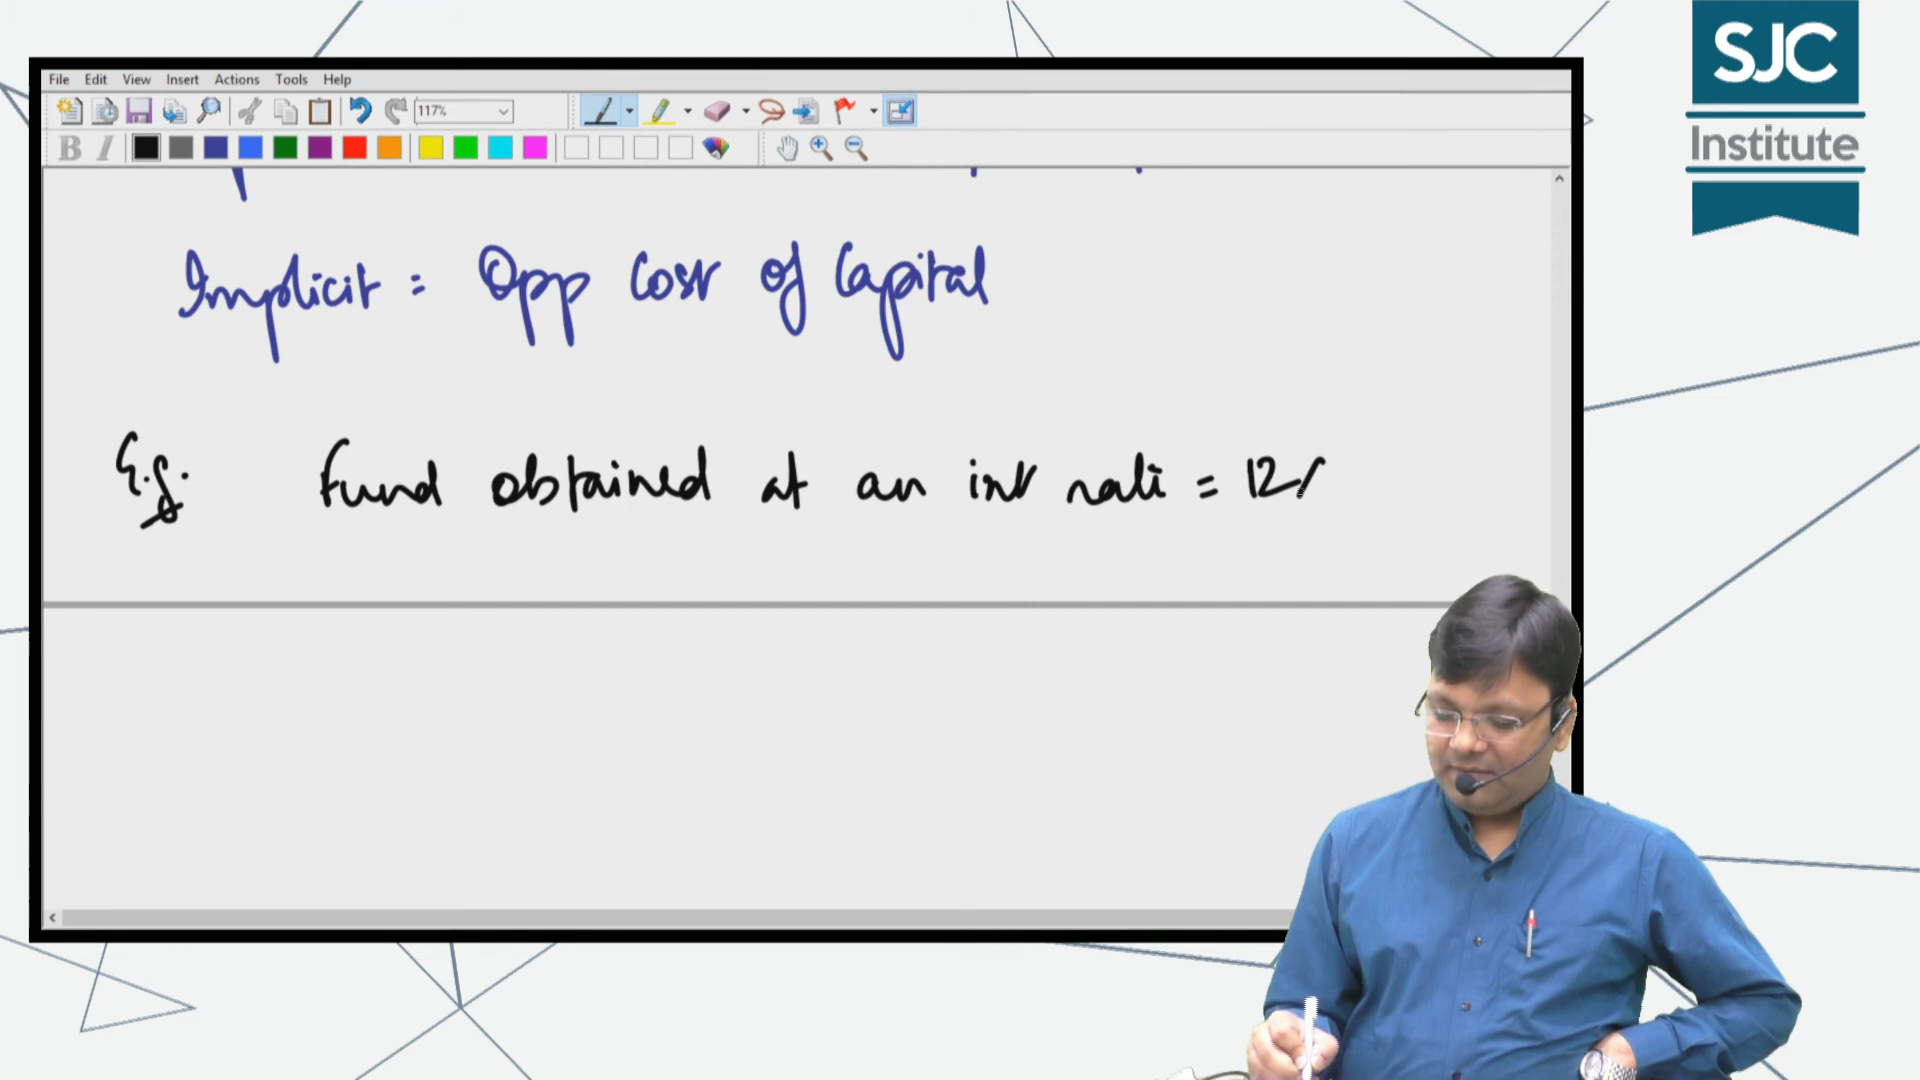 SJC
Institute
File Edit View Insert Actions Tools Help
117%
B I
Implicit = Opp Cost of Capital
E.g. Fund obtained at an int rate = 12